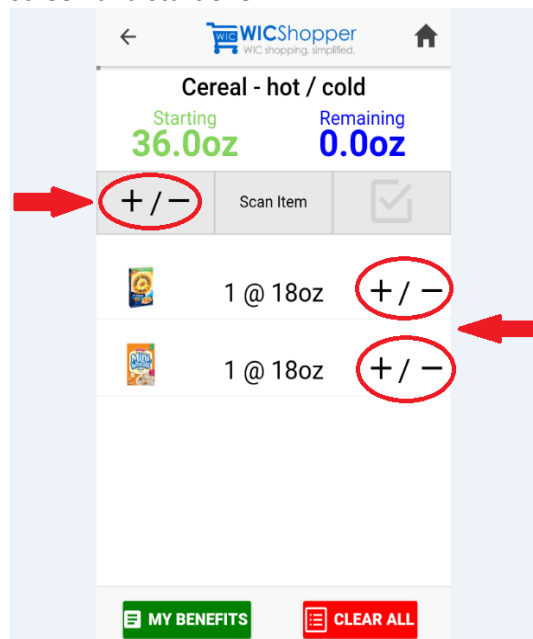 WIC WICShopper
WIC shopping, simplified.
Cereal - hot / cold
Starting Remaining
36.0oz 0.0oz
+ / − Scan Item
1 @ 18oz + / −
1 @ 18oz + / −
MY BENEFITS CLEAR ALL